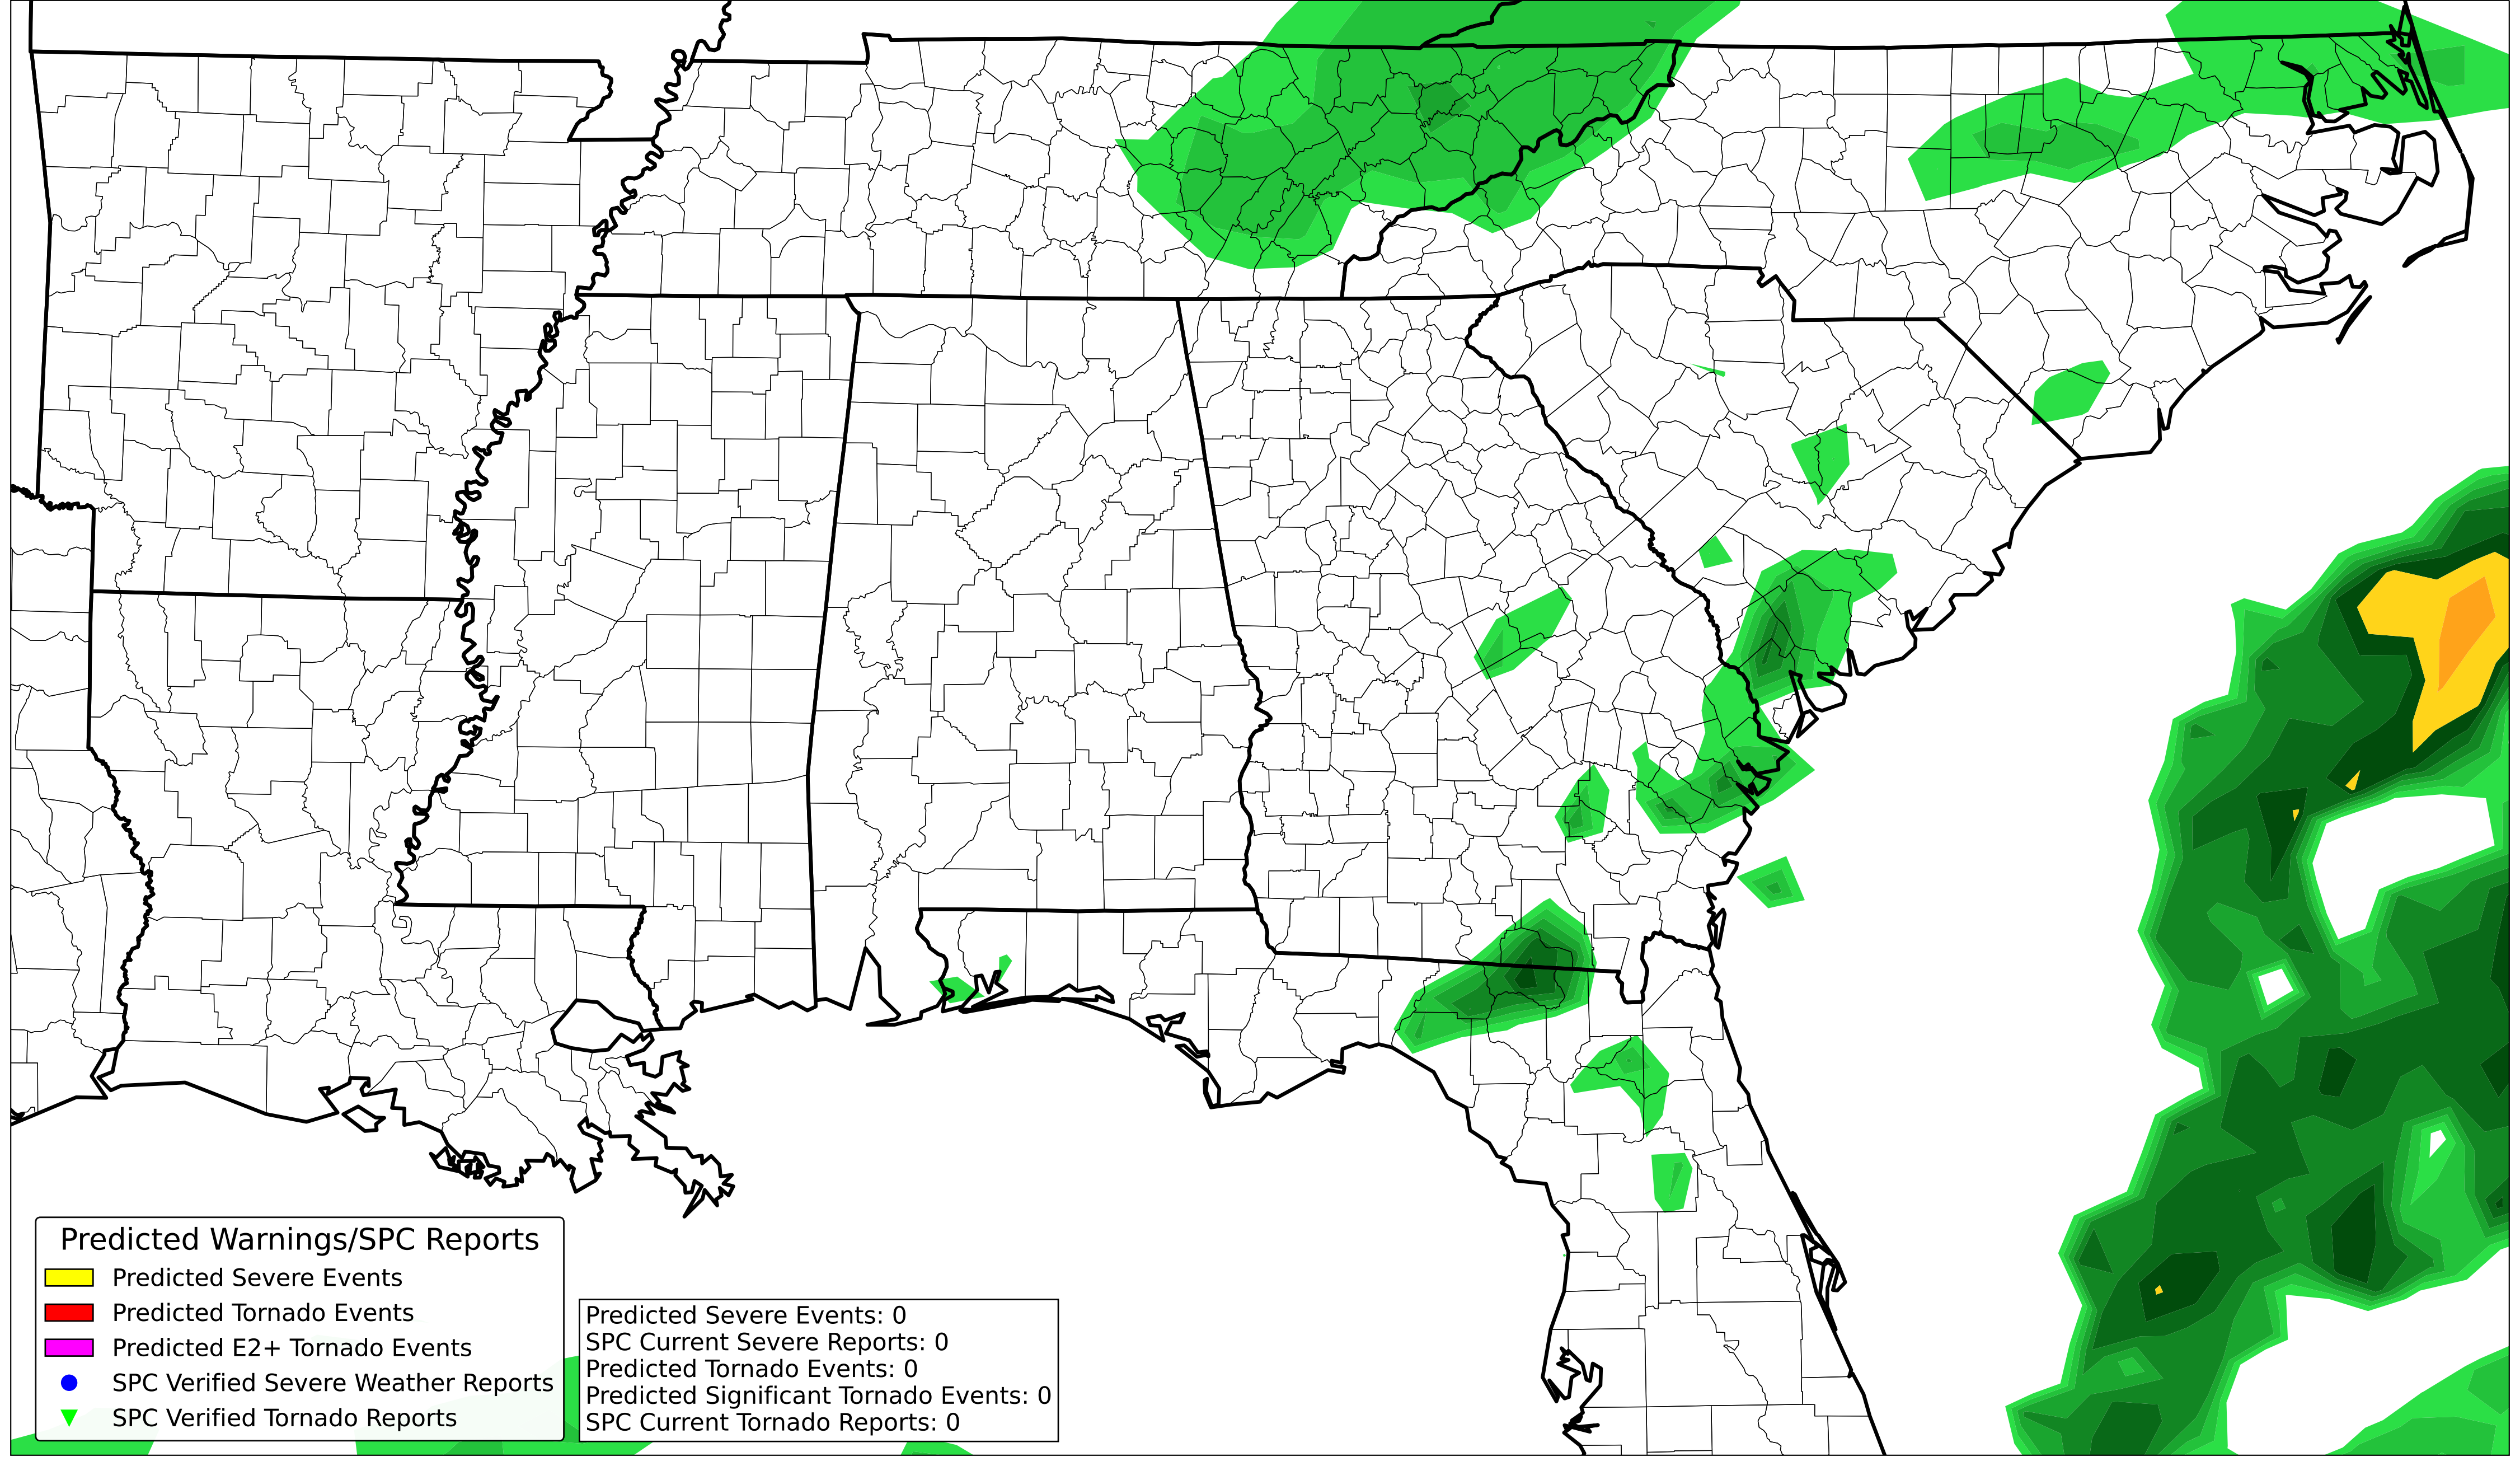 Predicted Warnings/SPC Reports
Predicted Severe Events
Predicted Tornado Events
Predicted E2+ Tornado Events
SPC Verified Severe Weather Reports
SPC Verified Tornado Reports
Predicted Severe Events: 0
SPC Current Severe Reports: 0
Predicted Tornado Events: 0
Predicted Significant Tornado Events: 0
SPC Current Tornado Reports: 0